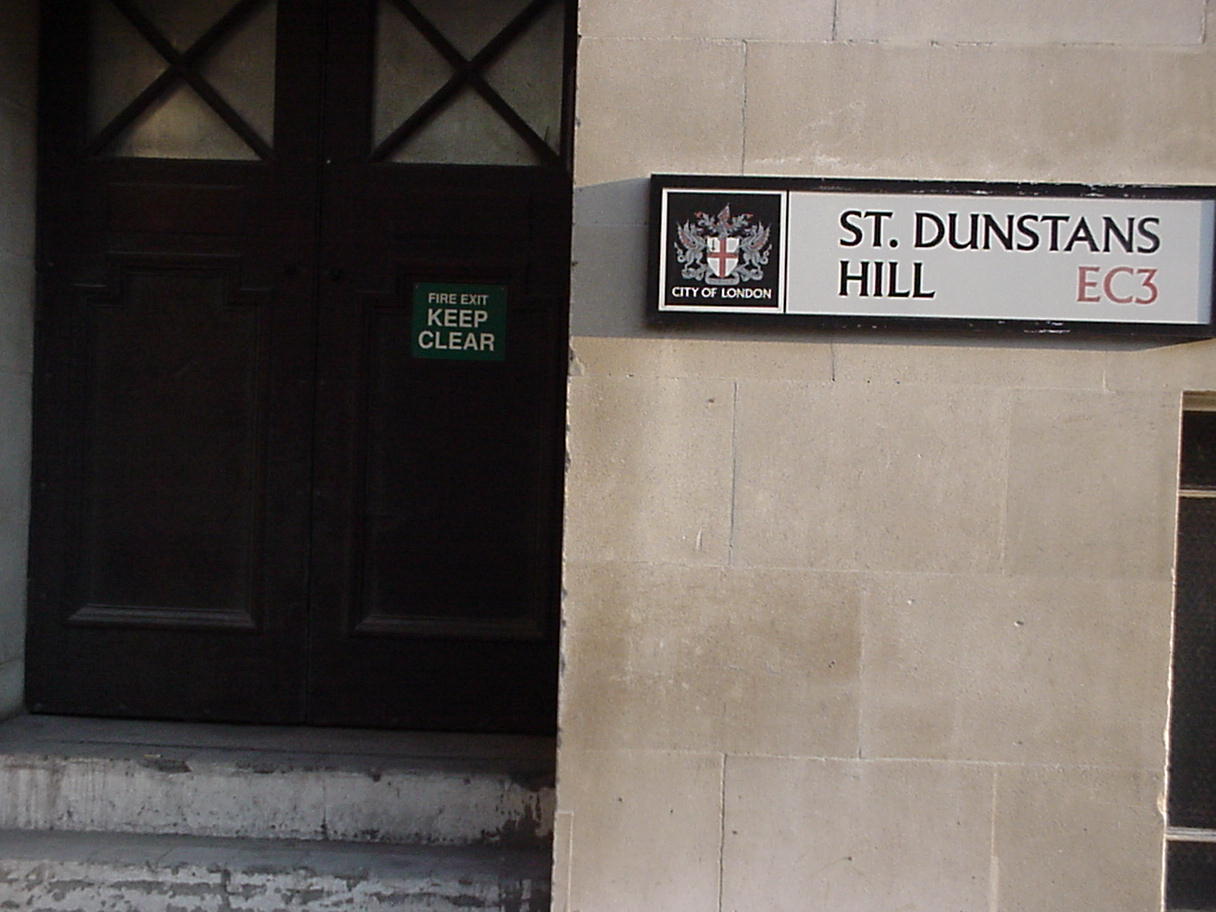 FIRE EXIT
KEEP
CLEAR
CITY OF LONDON
ST. DUNSTANS
HILL EC3